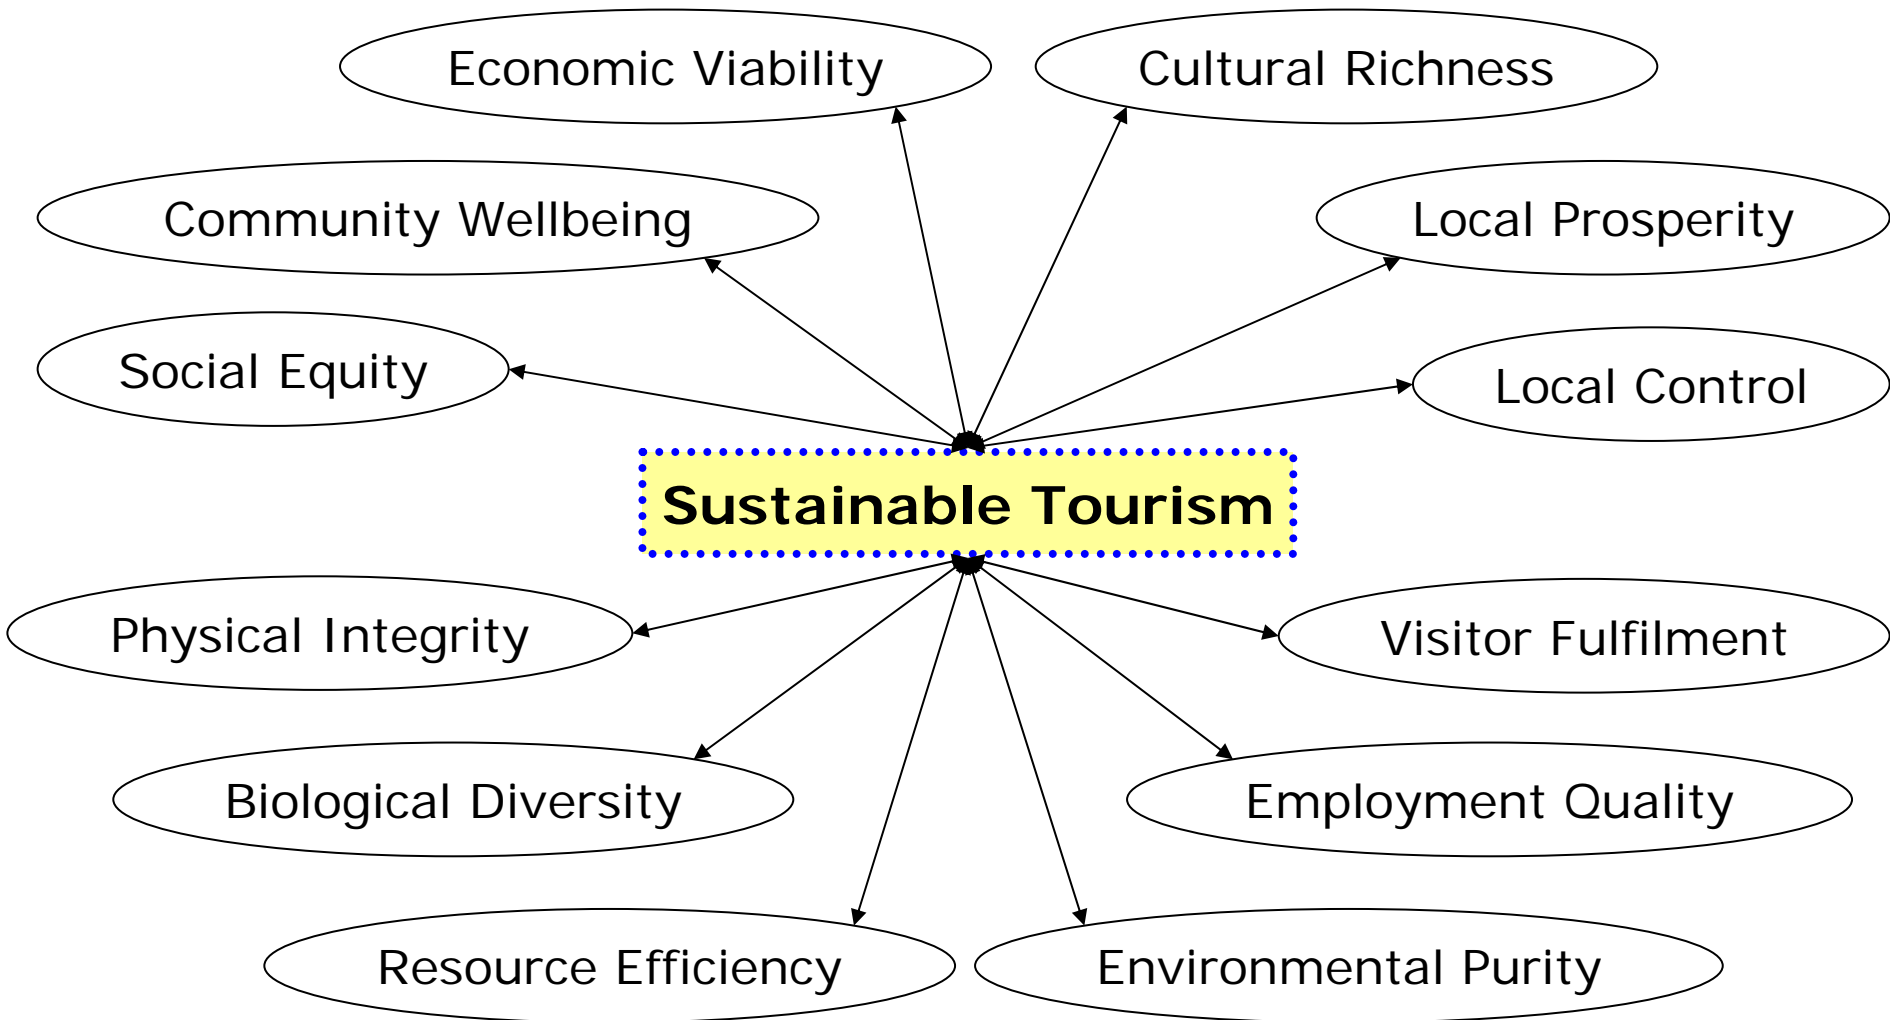 Economic Viability
Cultural Richness
Community Wellbeing
Local Prosperity
Social Equity
Local Control
Sustainable Tourism
Physical Integrity
Visitor Fulfilment
Biological Diversity
Employment Quality
Resource Efficiency
Environmental Purity